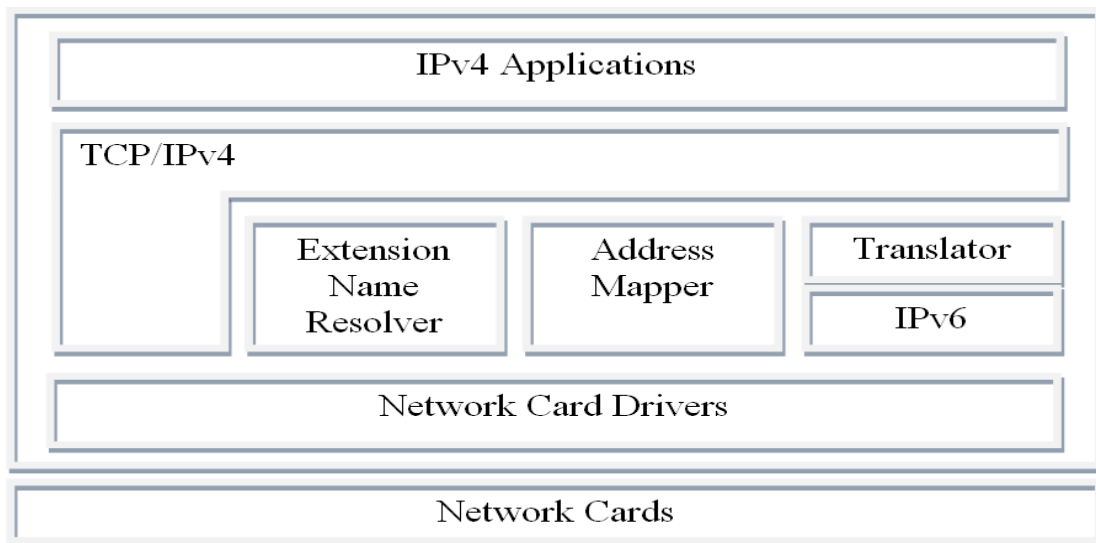 IPv4 Applications
TCP/IPv4
Extension
Name
Resolver
Address
Mapper
Translator
IPv6
Network Card Drivers
Network Cards